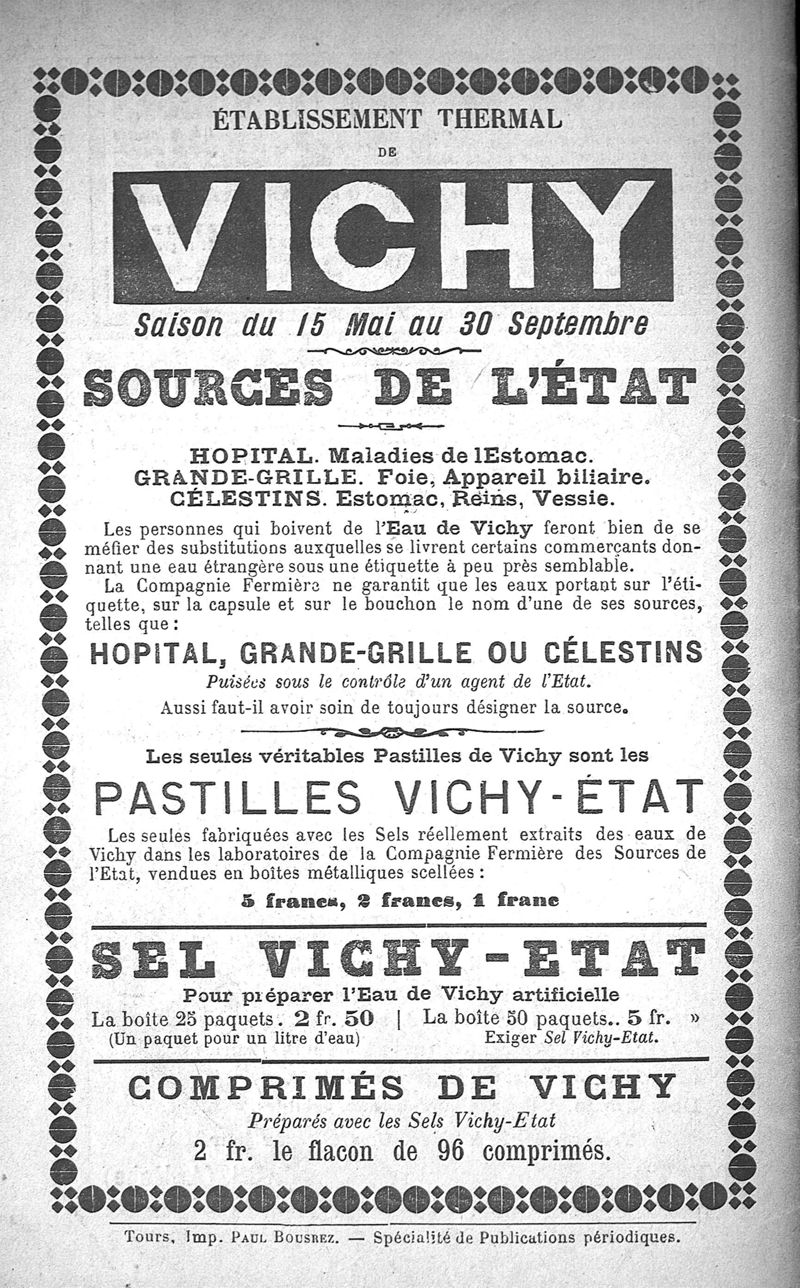 ÉTABLISSEMENT THERMAL
DE
VICHY
Saison du 15 Mai au 30 Septembre
SOURCES DE L'ÉTAT
HOPITAL. Maladies de lEstomac.
GRANDE-GRILLE. Foie, Appareil biliaire.
CÉLESTINS. Estomac, Reins, Vessie.
Les personnes qui boivent de l'Eau de Vichy feront bien de se
méfier des substitutions auxquelles se livrent certains commerçants don-
nant une eau étrangère sous une étiquette à peu près semblable.
La Compagnie Fermière ne garantit que les eaux portant sur l'éti-
quette, sur la capsule et sur le bouchon le nom d'une de ses sources,
telles que :
HOPITAL, GRANDE-GRILLE OU CÉLESTINS
Puisées sous le contrôle d'un agent de l'Etat.
Aussi faut-il avoir soin de toujours désigner la source.
Les seules véritables Pastilles de Vichy sont les
PASTILLES VICHY-ÉTAT
Les seules fabriquées avec les Sels réellement extraits des eaux de
Vichy dans les laboratoires de la Compagnie Fermière des Sources de
l'Etat, vendues en boîtes métalliques scellées :
5 francs, 2 francs, 1 franc
SEL VICHY-ETAT
Pour préparer l'Eau de Vichy artificielle
La boîte 25 paquets. 2 fr. 50 | La boîte 50 paquets.. 5 fr. »
(Un paquet pour un litre d'eau) Exiger Sel Vichy-Etat.
COMPRIMÉS DE VICHY
Préparés avec les Sels Vichy-Etat
2 fr. le flacon de 96 comprimés.
Tours, Imp. PAUL BOUSREZ. — Spécialité de Publications périodiques.